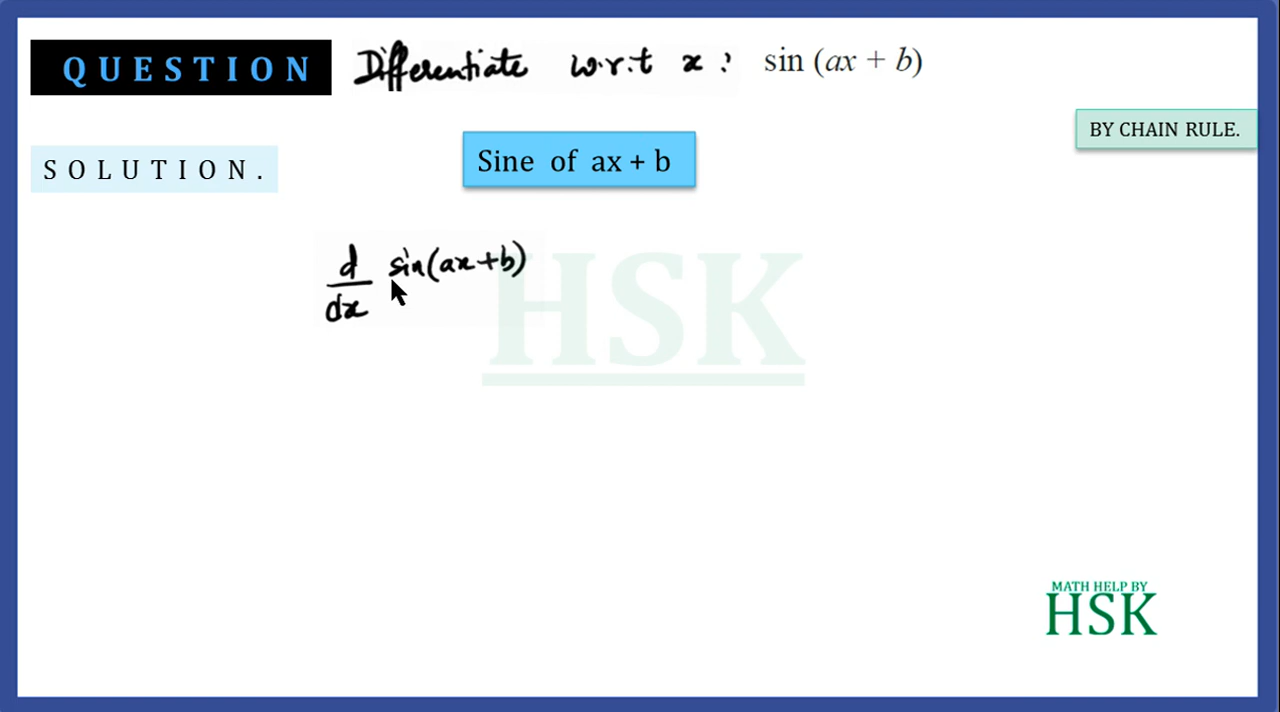 QUESTION Differentiate w.r.t x : sin (ax + b)
BY CHAIN RULE.
SOLUTION. Sine of ax + b
d/dx sin(ax+b)
HSK
MATH HELP BY
HSK